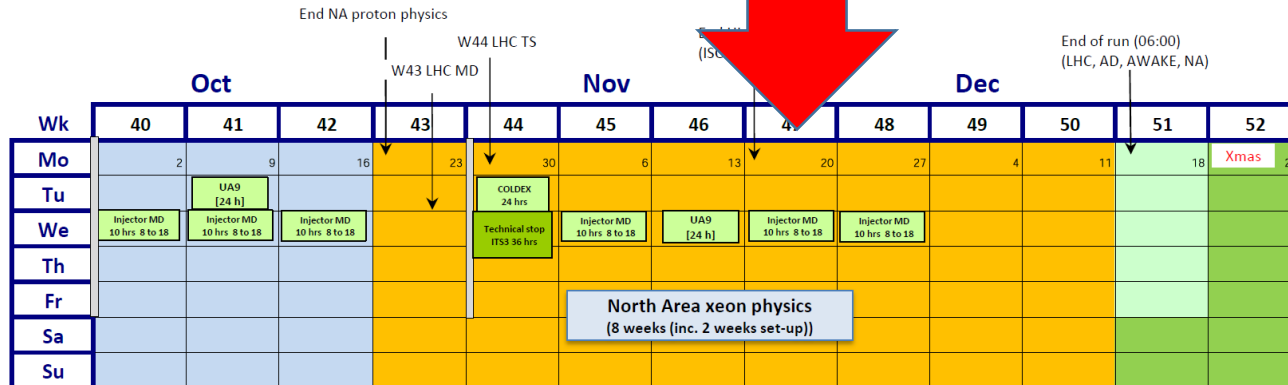 End NA proton physics
W44 LHC TS
W43 LHC MD
(ISO
End of run (06:00)
(LHC, AD, AWAKE, NA)
Oct
Nov
Dec
Wk 40 41 42 43 44 45 46 48 49 50 51 52
Mo 2 9 16 23 30 6 13 20 27 4 11 18 Xmas
Tu
UA9
[24 h]
COLDEX
24 hrs
We
Injector MD
10 hrs 8 to 18
Injector MD
10 hrs 8 to 18
Injector MD
10 hrs 8 to 18
Technical stop
ITS3 36 hrs
Injector MD
10 hrs 8 to 18
UA9
[24 h]
Injector MD
10 hrs 8 to 18
Injector MD
10 hrs 8 to 18
Th
Fr
North Area xeon physics
(8 weeks (inc. 2 weeks set-up))
Sa
Su